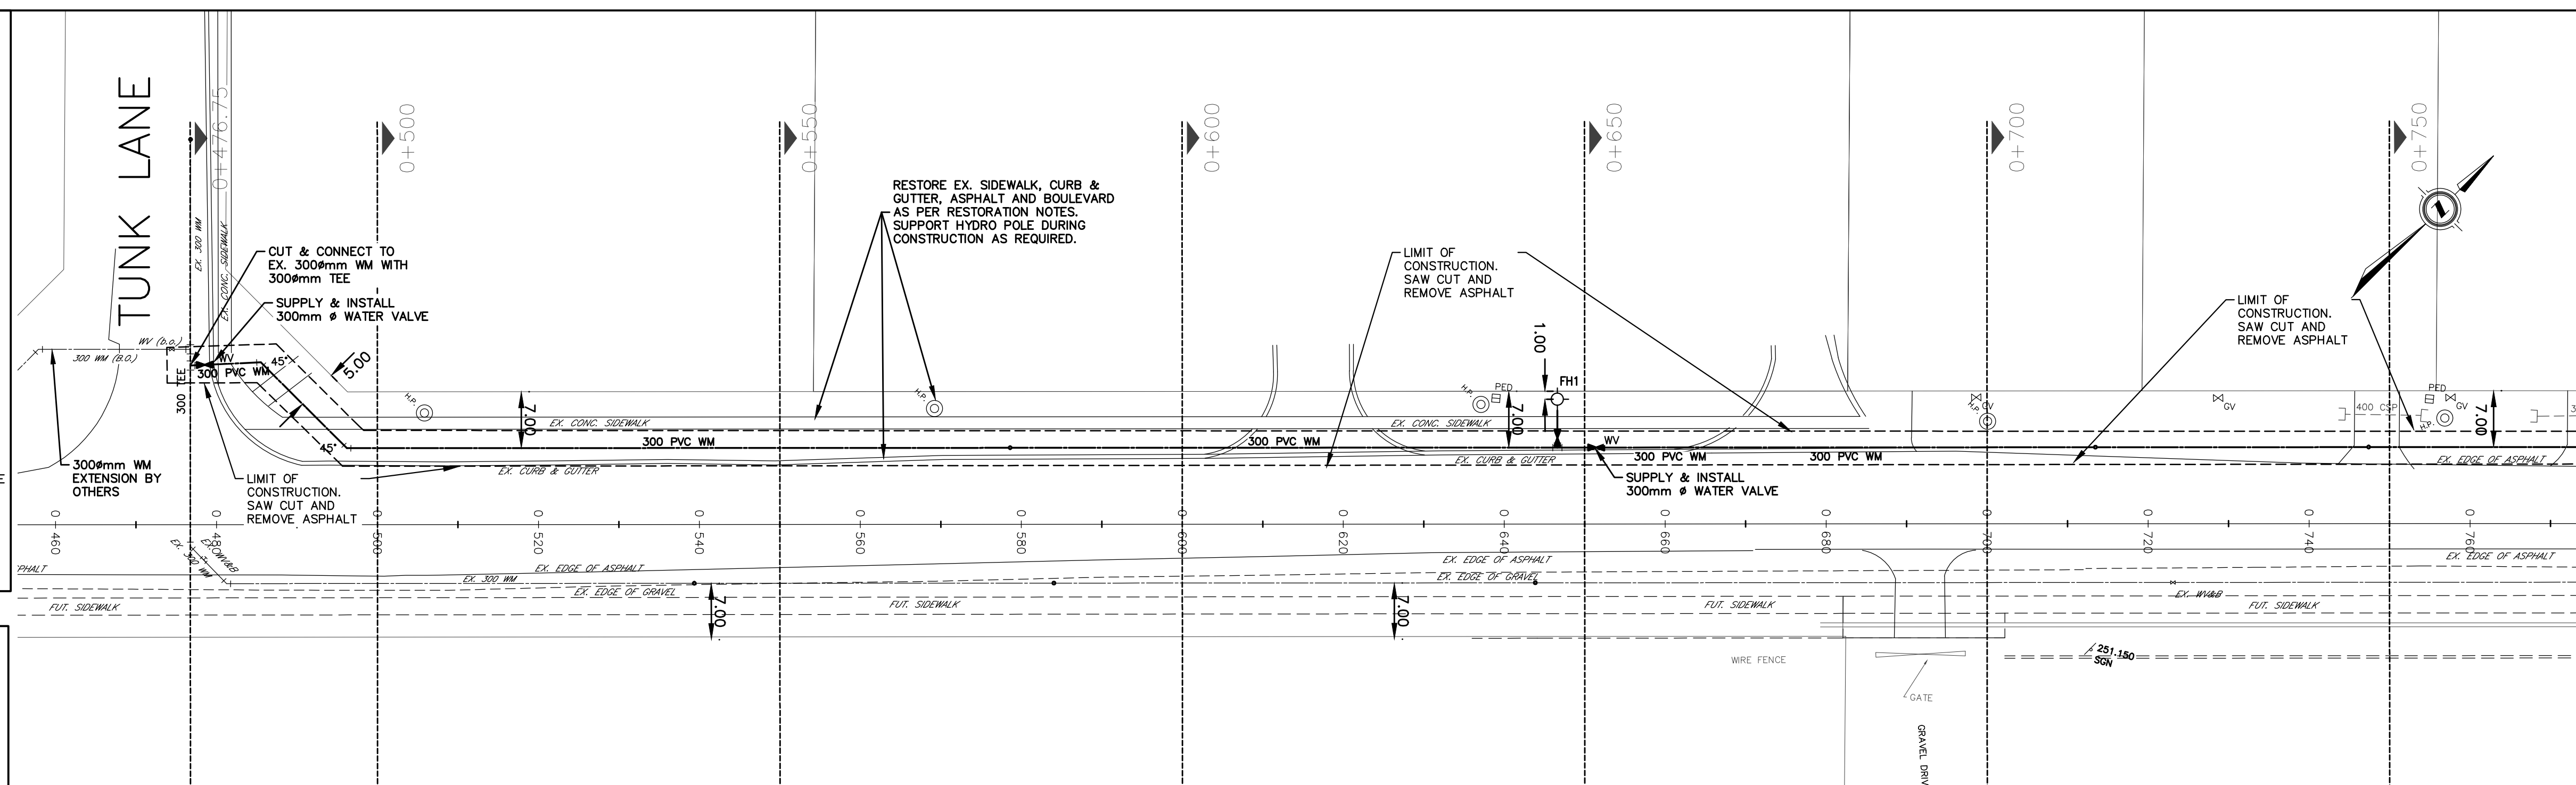 TUNK LANE
0+476.75
0+500
0+550
0+600
0+650
0+700
0+750
EX. 300 WM
EX. CONC. SIDEWALK
CUT & CONNECT TO
EX. 300ømm WM WITH
300ømm TEE
SUPPLY & INSTALL
300mm ø WATER VALVE
RESTORE EX. SIDEWALK, CURB &
GUTTER, ASPHALT AND BOULEVARD
AS PER RESTORATION NOTES.
SUPPORT HYDRO POLE DURING
CONSTRUCTION AS REQUIRED.
LIMIT OF
CONSTRUCTION.
SAW CUT AND
REMOVE ASPHALT
LIMIT OF
CONSTRUCTION.
SAW CUT AND
REMOVE ASPHALT
Z
WV (b.o.)
300 WM (B.O.)
WV
300 PVC WM
300 TEE
45°
45°
5.00
H.P.
7.00
H.P.
H.P.
PED
7.00
1.00
FH1
H.P.
GV
GV
400 CSP
PED
GV
H.P.
7.00
3
EX. CONC. SIDEWALK
EX. CONC. SIDEWALK
300 PVC WM
300 PVC WM
WV
300 PVC WM
300 PVC WM
EX. CURB & GUTTER
EX. CURB & GUTTER
EX. EDGE OF ASPHALT
E
300ømm WM
EXTENSION BY
OTHERS
LIMIT OF
CONSTRUCTION.
SAW CUT AND
REMOVE ASPHALT
SUPPLY & INSTALL
300mm ø WATER VALVE
0 460
0 480
0 500
0 520
0 540
0 560
0 580
0 600
0 620
0 640
0 660
0 680
0 700
0 720
0 740
0 760
EX. 300 WM
EX. WV&B
PHALT
EX. EDGE OF ASPHALT
EX. EDGE OF ASPHALT
EX. EDGE OF ASPHALT
EX. 300 WM
EX. EDGE OF GRAVEL
EX. EDGE OF GRAVEL
EX. WV&B
FUT. SIDEWALK
FUT. SIDEWALK
FUT. SIDEWALK
FUT. SIDEWALK
7.00
7.00
WIRE FENCE
GATE
GRAVEL DRIV
251.150
SGN